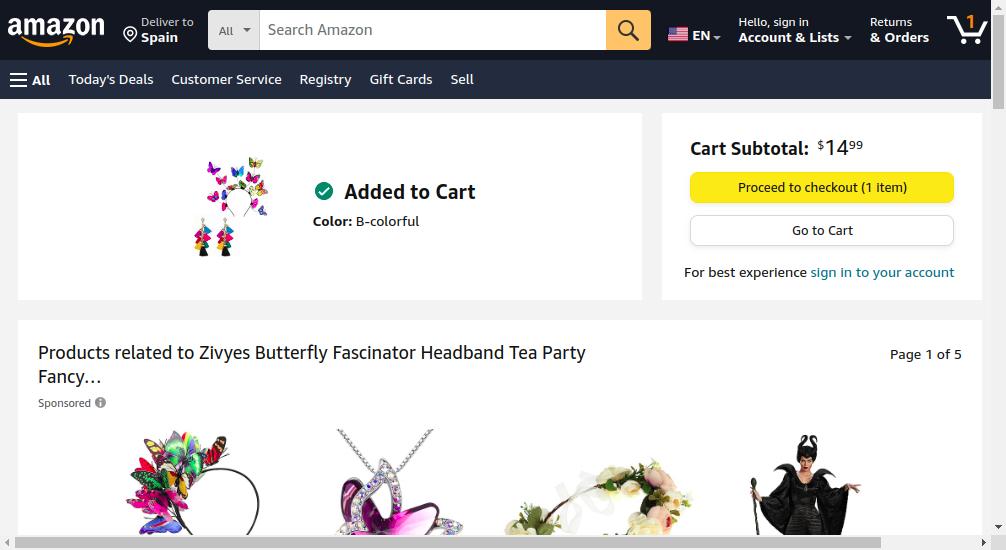 amazon
Deliver to
Spain
All
Search Amazon
EN
Hello, sign in
Account & Lists
Returns
& Orders
1
All
Today's Deals
Customer Service
Registry
Gift Cards
Sell
Added to Cart
Color: B-colorful
Cart Subtotal: $1499
Proceed to checkout (1 item)
Go to Cart
For best experience sign in to your account
Products related to Zivyes Butterfly Fascinator Headband Tea Party
Fancy…
Page 1 of 5
Sponsored